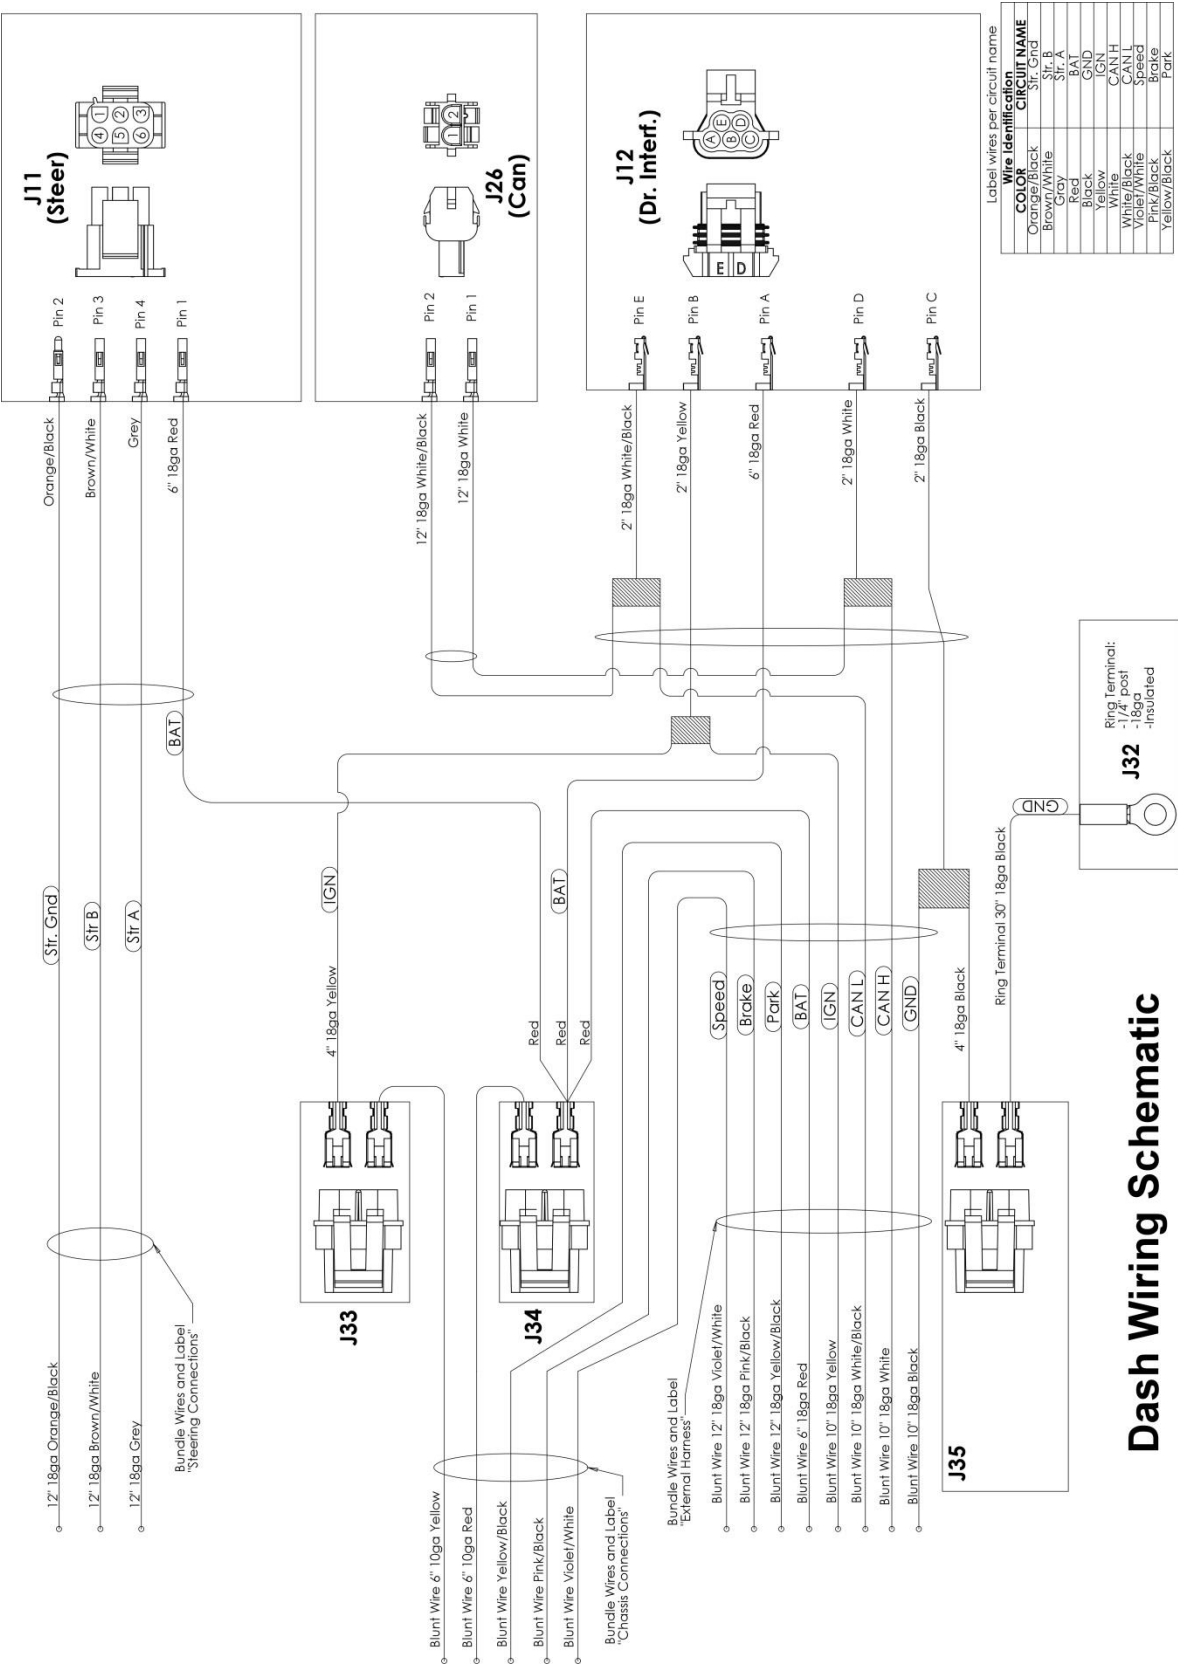 J11
(Steer)
4 1
5 2
6 3
Pin 2
Pin 3
Pin 4
Pin 1
Orange/Black
Brown/White
Grey
6" 18ga Red
BAT
Str. Gnd
Str B
Str A
12" 18ga Orange/Black
12" 18ga Brown/White
12" 18ga Grey
Bundle Wires and Label
"Steering Connections"
J26
(Can)
1 2
Pin 2
Pin 1
12" 18ga White/Black
12" 18ga White
J12
(Dr. Interf.)
A E
B D
C
E D
Pin E
Pin B
Pin A
Pin D
Pin C
2" 18ga White/Black
2" 18ga Yellow
6" 18ga Red
2" 18ga White
2" 18ga Black
IGN
4" 18ga Yellow
BAT
Red
Red
Red
J33
J34
Blunt Wire 6" 10ga Yellow
Blunt Wire 6" 10ga Red
Blunt Wire Yellow/Black
Blunt Wire Pink/Black
Blunt Wire Violet/White
Bundle Wires and Label
"Chassis Connections"
Speed
Brake
Park
BAT
IGN
CAN L
CAN H
GND
Bundle Wires and Label
"External Harness"
Blunt Wire 12" 18ga Violet/White
Blunt Wire 12" 18ga Pink/Black
Blunt Wire 12" 18ga Yellow/Black
Blunt Wire 6" 18ga Red
Blunt Wire 10" 18ga Yellow
Blunt Wire 10" 18ga White/Black
Blunt Wire 10" 18ga White
Blunt Wire 10" 18ga Black
4" 18ga Black
Ring Terminal 30" 18ga Black
J35
GND
J32
Ring Terminal:
-1/4" post
-18ga
-Insulated
Label wires per circuit name
Wire Identification
COLOR CIRCUIT NAME
Orange/Black Str. Gnd
Brown/White Str. B
Gray Str. A
Red BAT
Black GND
Yellow IGN
White CAN H
White/Black CAN L
Violet/White Speed
Pink/Black Brake
Yellow/Black Park
Dash Wiring Schematic